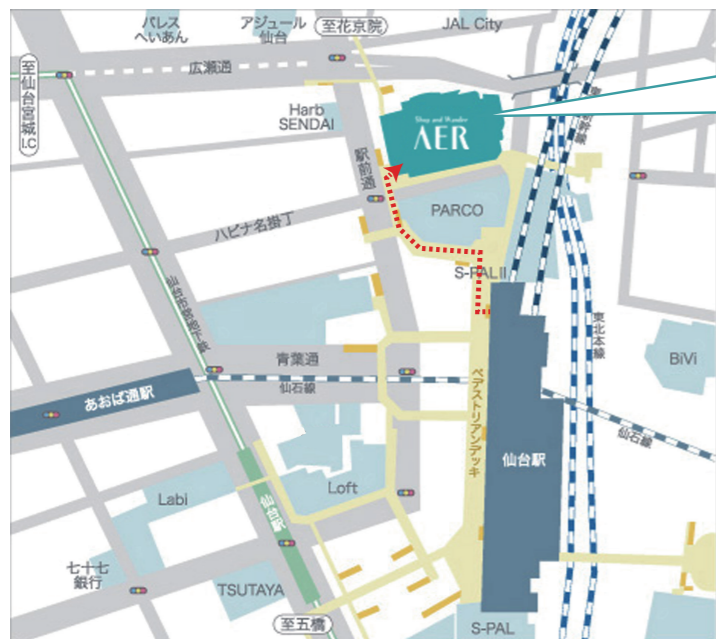 パレス
へいあん
アジュール
仙台
至花京院
JAL City
広瀬通
至仙台宮城I.C
Harb
SENDAI
Shop and Wander
AER
駅前通
ハピナ名掛丁
PARCO
S-PALⅡ
東北本線
BiVi
青葉通
仙石線
あおば通駅
ペデストリアンデッキ
仙台駅
仙石線
Labi
Loft
仙台駅
七十七
銀行
TSUTAYA
至五橋
S-PAL